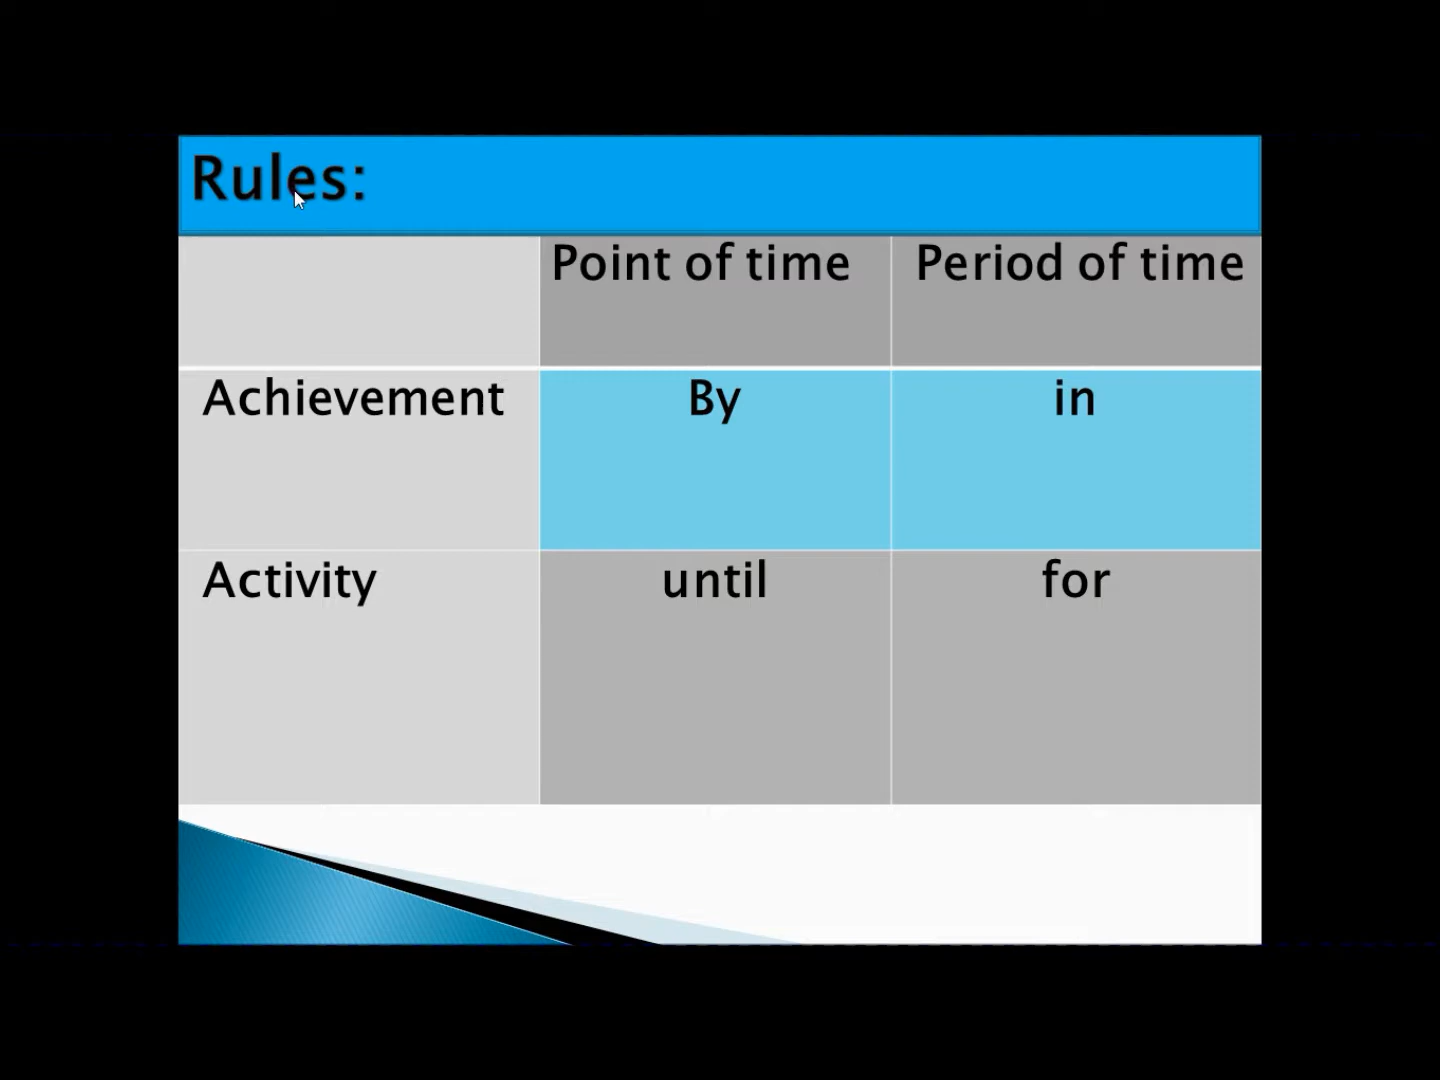 Rules:
Point of time Period of time
Achievement By in
Activity until for